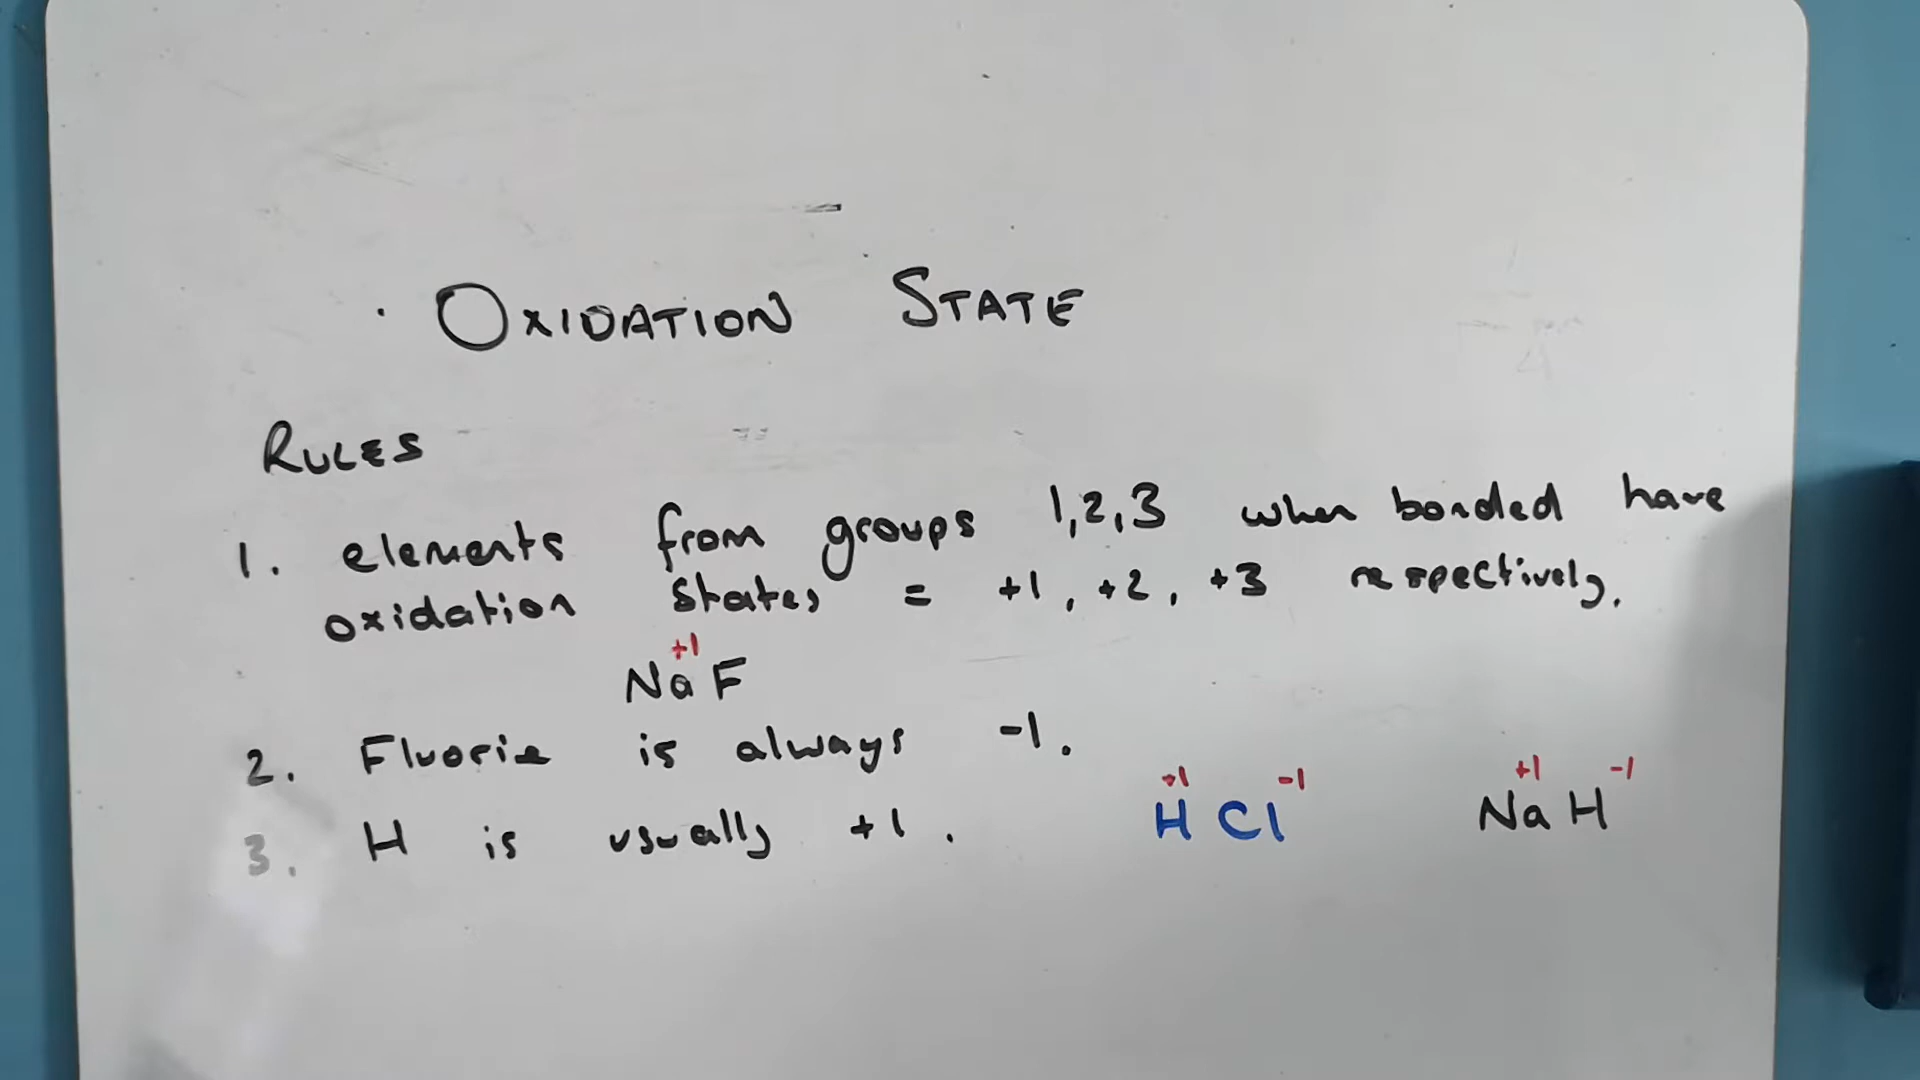 OXIDATION STATE
RULES
1. elements from groups 1,2,3 when bonded have
oxidation states = +1, +2, +3 respectively.
+1
NaF
2. Fluorie is always -1.
+1 -1 +1 -1
3. H is usually +1. HCl NaH